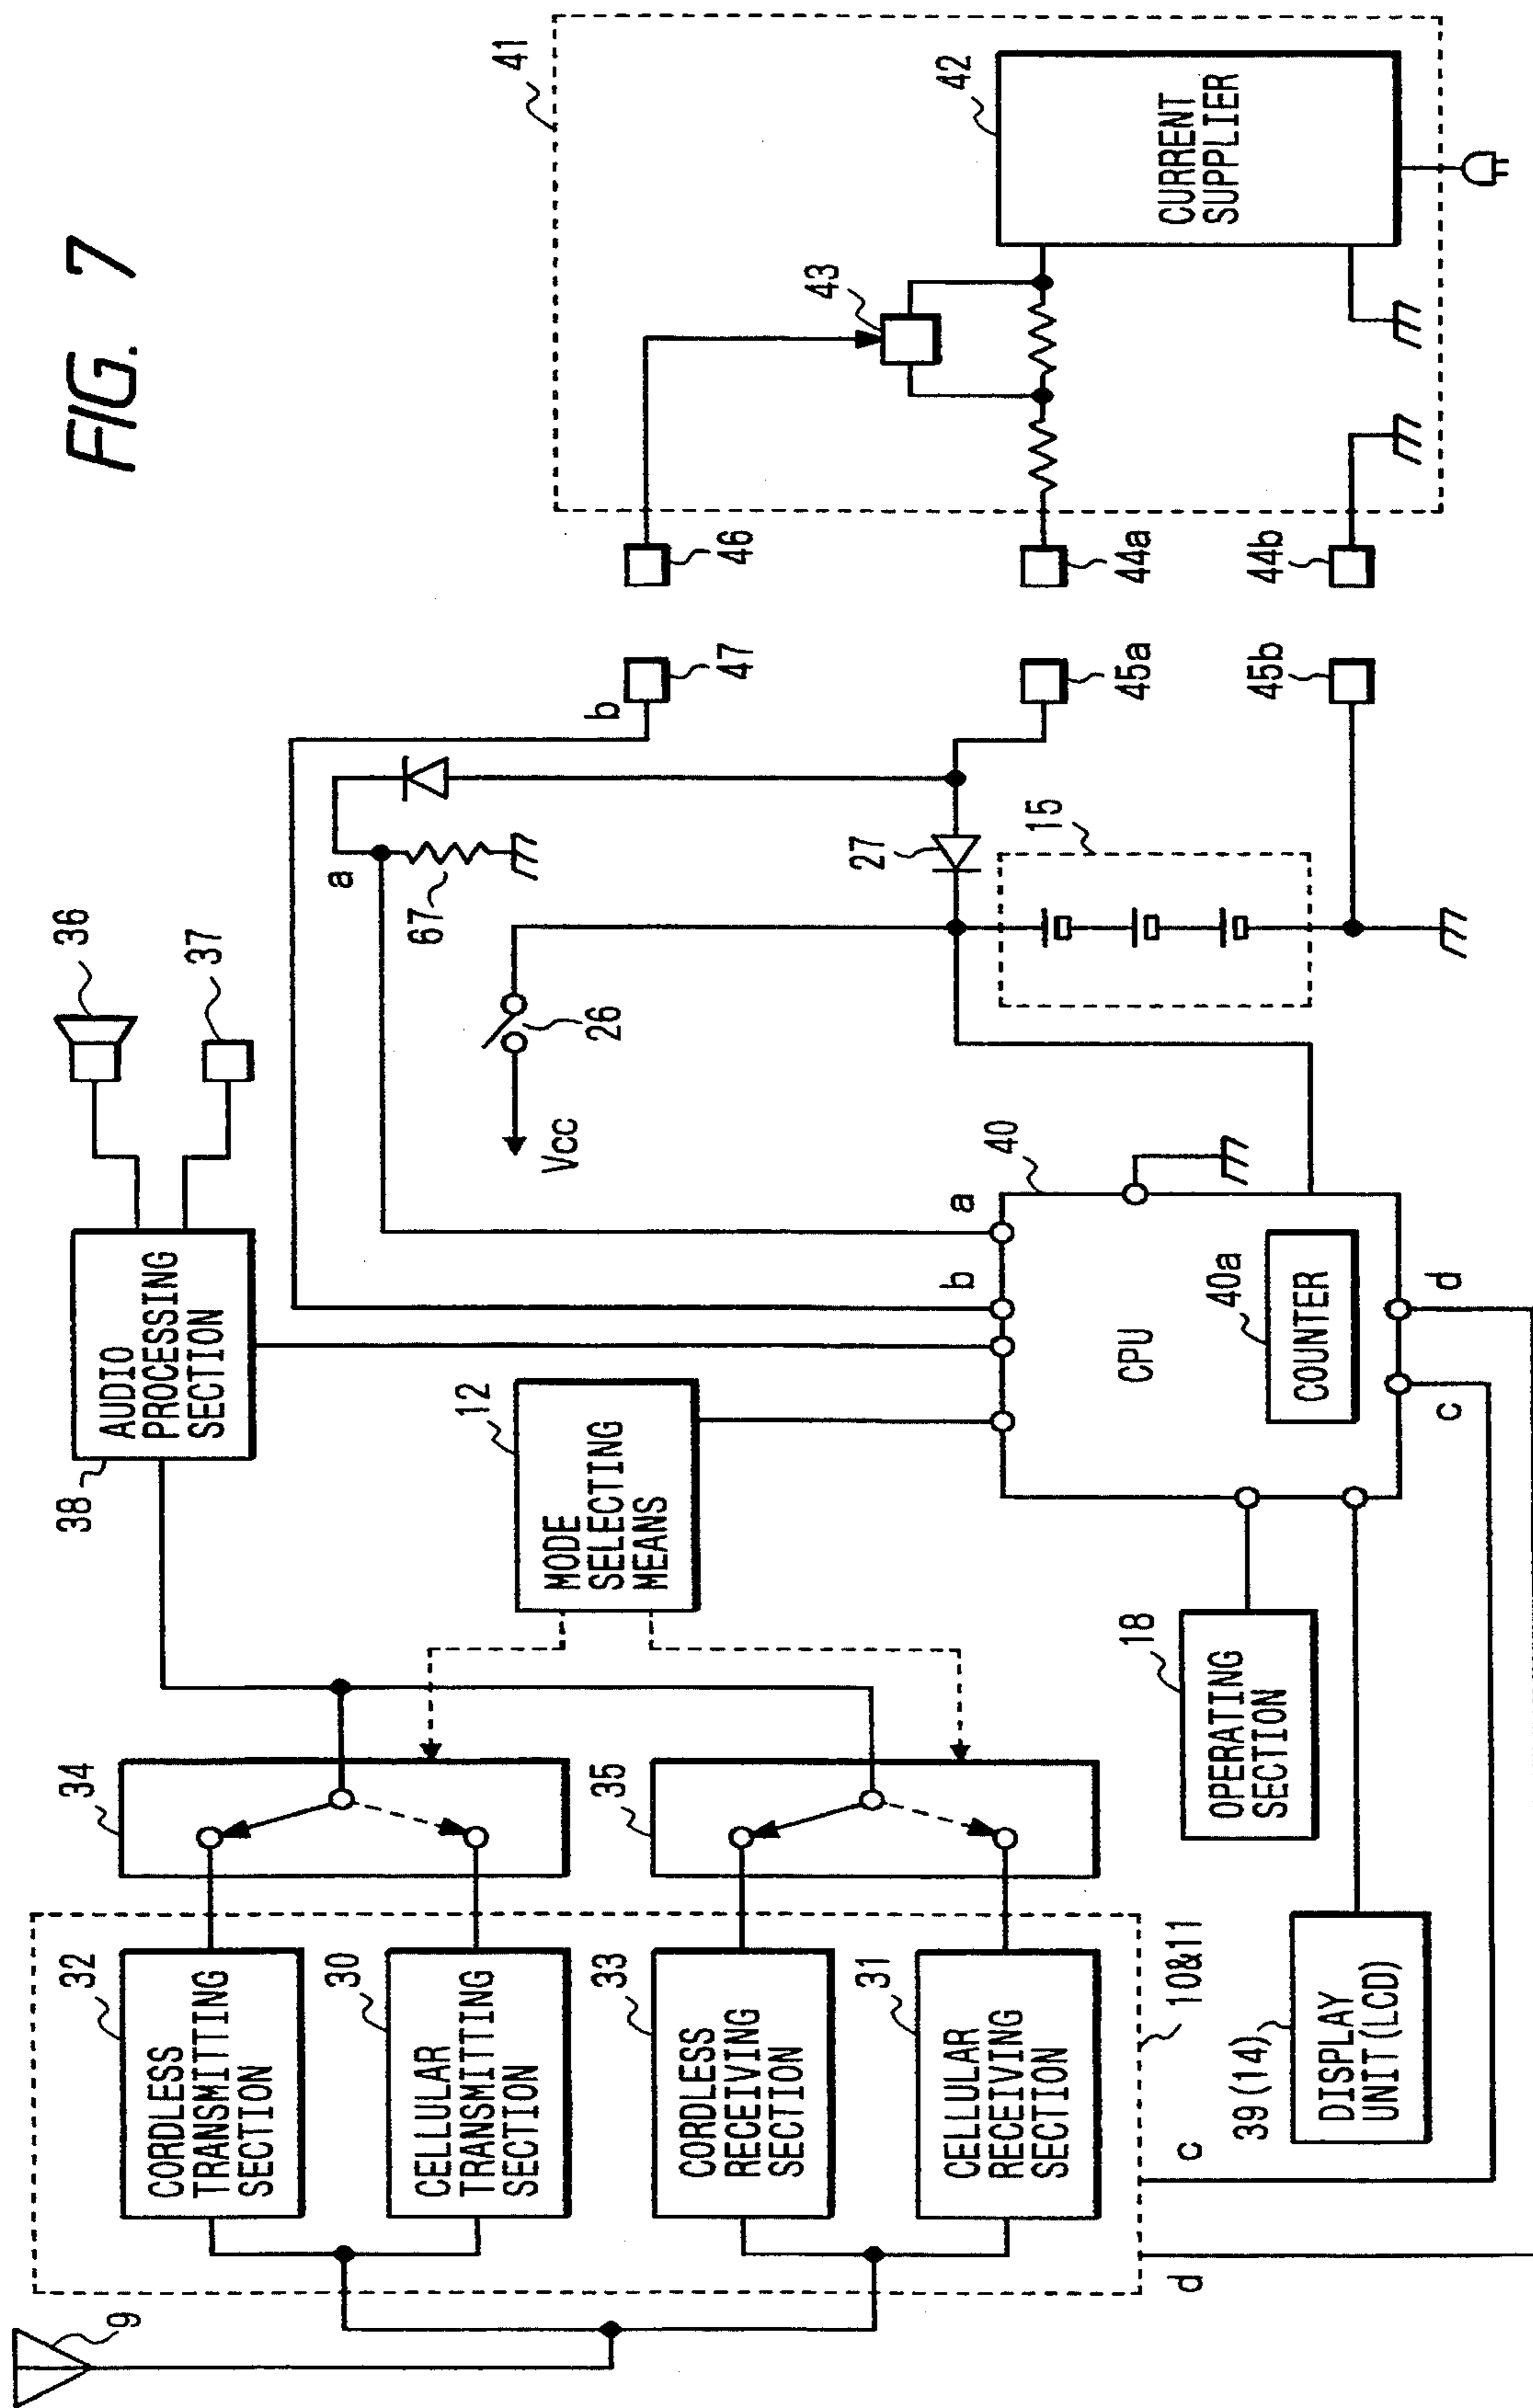 FIG. 7
9
32
CORDLESS
TRANSMITTING
SECTION
30
CELLULAR
TRANSMITTING
SECTION
33
CORDLESS
RECEIVING
SECTION
31
CELLULAR
RECEIVING
SECTION
10&11
34
35
38
AUDIO
PROCESSING
SECTION
36
37
12
MODE
SELECTING
MEANS
a
67
b
47
46
41
43
42
CURRENT
SUPPLIER
Vcc
26
27
15
45a
44a
45b
44b
b
a
40
CPU
40a
COUNTER
c
d
18
OPERATING
SECTION
39(14)
DISPLAY
UNIT(LCD)
c
d